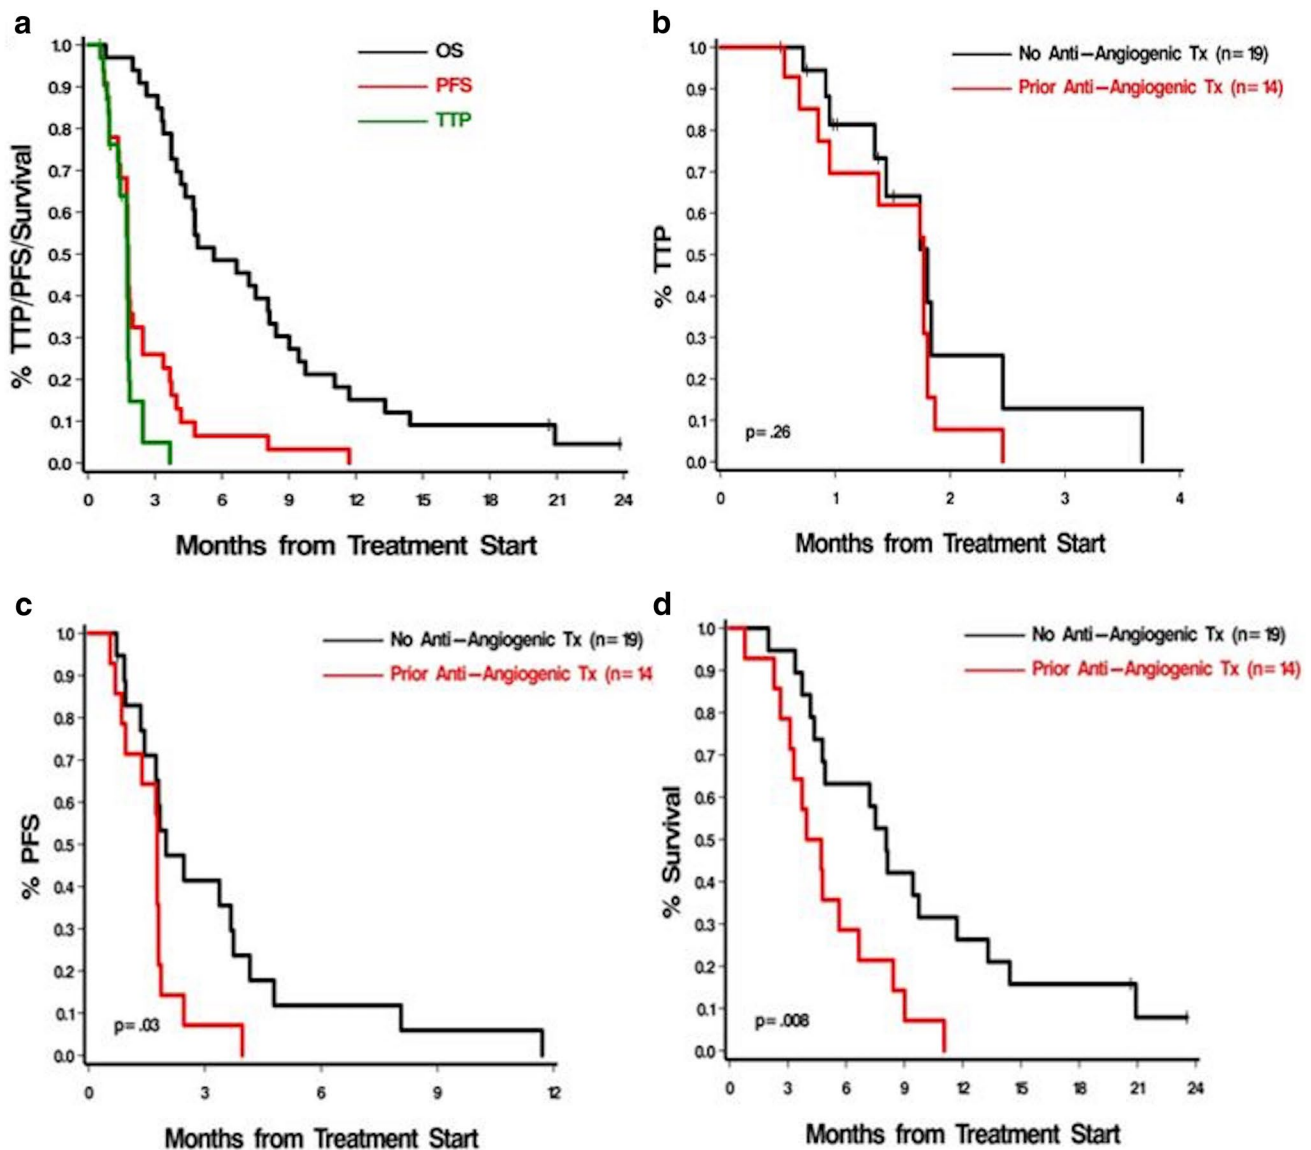 a
% TTP/PFS/Survival
1.0
0.9
0.8
0.7
0.6
0.5
0.4
0.3
0.2
0.1
0.0
OS
PFS
TTP
0 3 6 9 12 15 18 21 24
Months from Treatment Start
b
% TTP
1.0
0.9
0.8
0.7
0.6
0.5
0.4
0.3
0.2
0.1
0.0
No Anti-Angiogenic Tx (n=19)
Prior Anti-Angiogenic Tx (n=14)
p=.26
0 1 2 3 4
Months from Treatment Start
c
% PFS
1.0
0.9
0.8
0.7
0.6
0.5
0.4
0.3
0.2
0.1
0.0
No Anti-Angiogenic Tx (n=19)
Prior Anti-Angiogenic Tx (n=14
p=.03
0 3 6 9 12
Months from Treatment Start
d
% Survival
1.0
0.9
0.8
0.7
0.6
0.5
0.4
0.3
0.2
0.1
0.0
No Anti-Angiogenic Tx (n=19)
Prior Anti-Angiogenic Tx (n=14)
p=.008
0 3 6 9 12 15 18 21 24
Months from Treatment Start